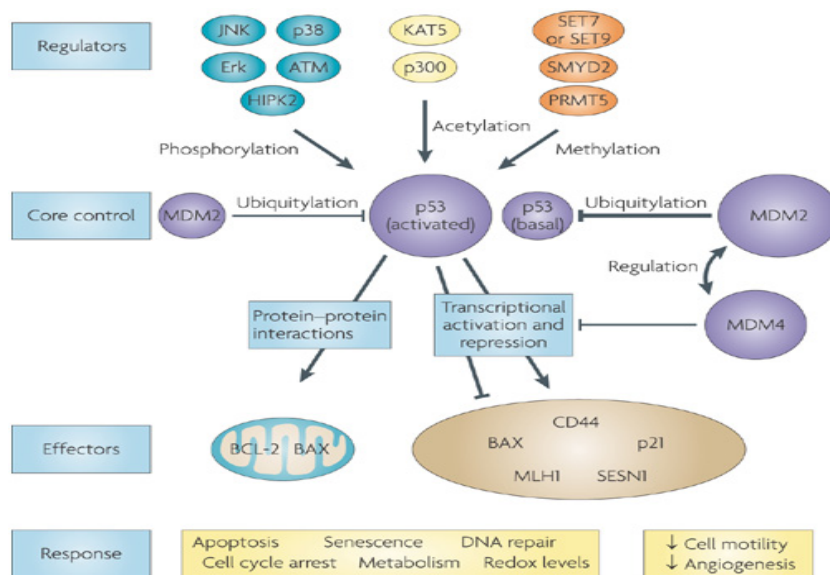 Regulators
JNK
p38
Erk
ATM
HIPK2
KAT5
p300
SET7
or SET9
SMYD2
PRMT5
Phosphorylation
Acetylation
Methylation
Core control
MDM2
Ubiquitylation
p53
(activated)
p53
(basal)
Ubiquitylation
MDM2
Regulation
MDM4
Protein–protein
interactions
Transcriptional
activation and
repression
Effectors
BCL-2
BAX
CD44
BAX
p21
MLH1
SESN1
Response
Apoptosis Senescence DNA repair
Cell cycle arrest Metabolism Redox levels
↓ Cell motility
↓ Angiogenesis